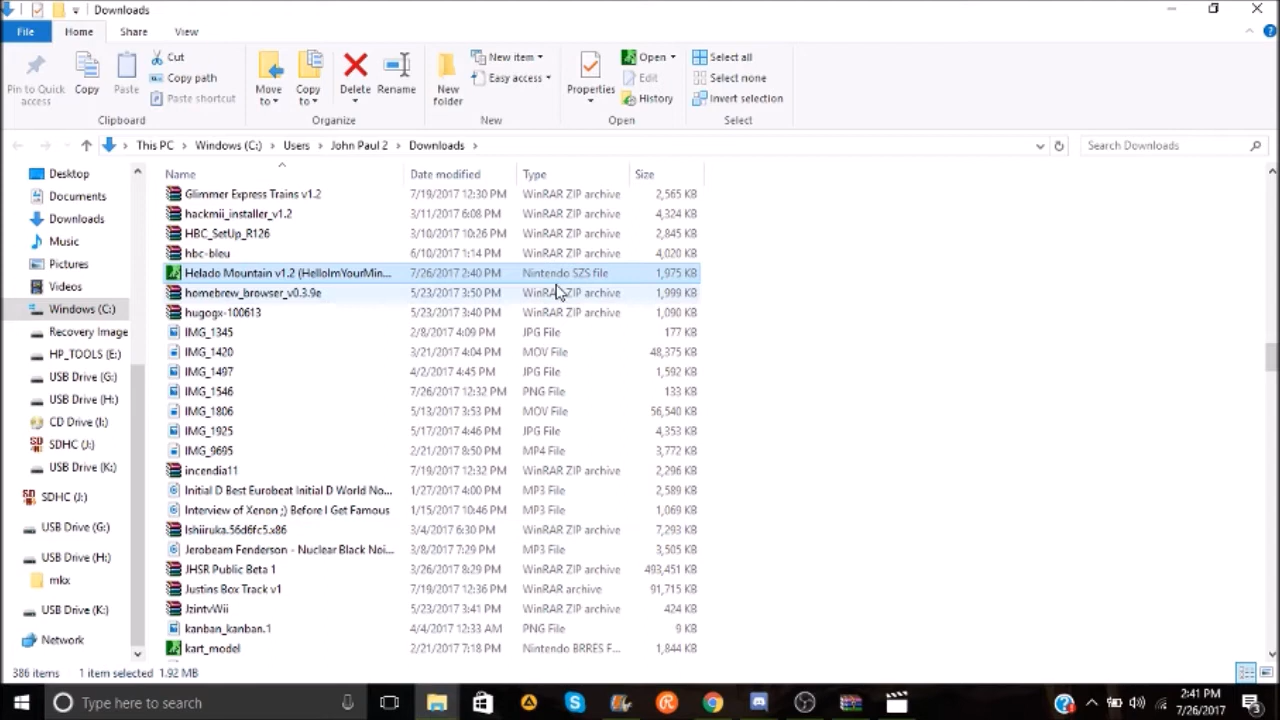 Downloads
File Home Share View
Pin to Quick access
Copy
Paste
Cut
Copy path
Paste shortcut
Clipboard
Move to
Copy to
Delete
Rename
Organize
New folder
New item
Easy access
New
Properties
Open
Edit
History
Open
Select all
Select none
Invert selection
Select
This PC Windows (C:) Users John Paul 2 Downloads
Search Downloads
Desktop
Documents
Downloads
Music
Pictures
Videos
Windows (C:)
Recovery Image
HP_TOOLS (E:)
USB Drive (G:)
USB Drive (H:)
CD Drive (I:)
SDHC (J:)
USB Drive (K:)
SDHC (J:)
USB Drive (G:)
USB Drive (H:)
mkx
USB Drive (K:)
Network
Name Date modified Type Size
Glimmer Express Trains v1.2 7/19/2017 12:30 PM WinRAR ZIP archive 2,565 KB
hackmii_installer_v1.2 3/11/2017 6:08 PM WinRAR ZIP archive 4,324 KB
HBC_SetUp_R126 3/10/2017 10:26 PM WinRAR ZIP archive 2,845 KB
hbc-bleu 6/10/2017 1:14 PM WinRAR ZIP archive 4,020 KB
Helado Mountain v1.2 (HelloImYourMin... 7/26/2017 2:40 PM Nintendo SZS file 1,975 KB
homebrew_browser_v0.3.9e 5/23/2017 3:50 PM WinRAR ZIP archive 1,999 KB
hugogx-100613 5/23/2017 3:40 PM WinRAR ZIP archive 1,090 KB
IMG_1345 2/8/2017 4:09 PM JPG File 177 KB
IMG_1420 3/21/2017 4:04 PM MOV File 48,375 KB
IMG_1497 4/2/2017 4:45 PM JPG File 1,592 KB
IMG_1546 7/26/2017 12:32 PM PNG File 133 KB
IMG_1806 5/13/2017 3:53 PM MOV File 56,540 KB
IMG_1925 5/17/2017 4:46 PM JPG File 4,353 KB
IMG_9695 2/21/2017 8:50 PM MP4 File 3,772 KB
incendia11 7/19/2017 12:32 PM WinRAR ZIP archive 2,296 KB
Initial D Best Eurobeat Initial D World No... 1/27/2017 4:00 PM MP3 File 2,589 KB
Interview of Xenon ;) Before I Get Famous 1/15/2017 10:46 PM MP3 File 1,069 KB
Ishiiruka.56d6fc5.x86 3/4/2017 6:30 PM WinRAR ZIP archive 7,293 KB
Jerobeam Fenderson - Nuclear Black Noi... 3/8/2017 7:29 PM MP3 File 3,505 KB
JHSR Public Beta 1 3/26/2017 8:29 PM WinRAR ZIP archive 493,451 KB
Justins Box Track v1 7/19/2017 12:36 PM WinRAR archive 91,715 KB
JzintvWii 5/23/2017 3:41 PM WinRAR ZIP archive 424 KB
kanban_kanban.1 4/4/2017 12:33 AM PNG File 9 KB
kart_model 2/21/2017 7:18 PM Nintendo BRRES F... 1,844 KB
386 items 1 item selected 1.92 MB
Type here to search
2:41 PM
7/26/2017
3